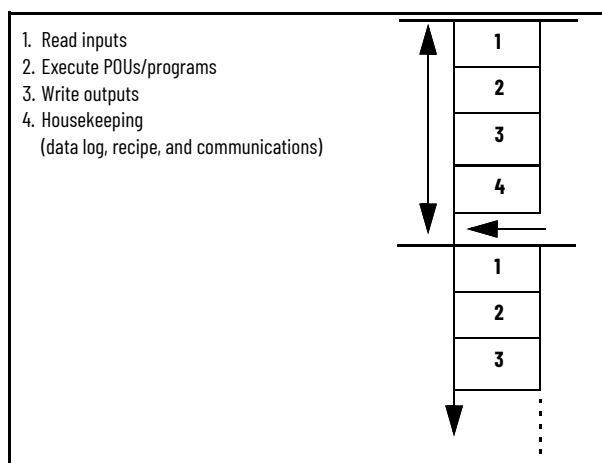 1. Read inputs
2. Execute POUs/programs
3. Write outputs
4. Housekeeping
(data log, recipe, and communications)
1
2
3
4
1
2
3